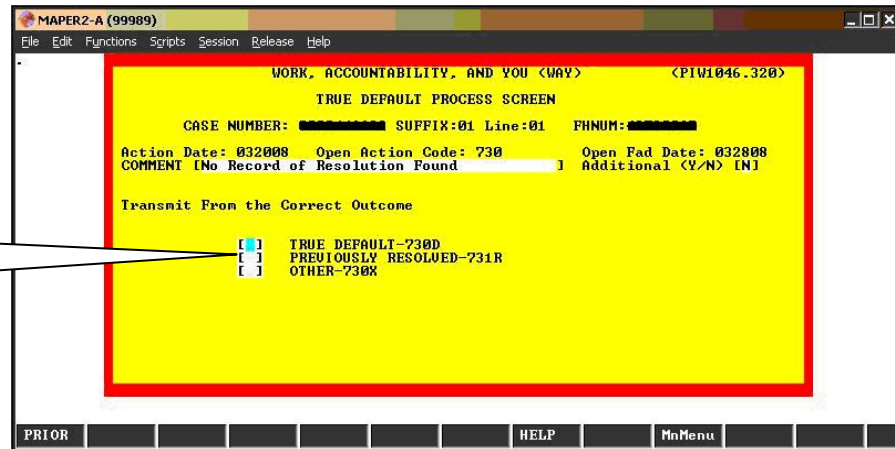 MAPER2-A (99989)
File Edit Functions Scripts Session Release Help
WORK, ACCOUNTABILITY, AND YOU (WAY) (PIW1046.320)
TRUE DEFAULT PROCESS SCREEN
CASE NUMBER: SUFFIX:01 Line:01 FHNUM:
Action Date: 032008 Open Action Code: 730 Open Fad Date: 032808
COMMENT [No Record of Resolution Found ] Additional (Y/N) [N]
Transmit From the Correct Outcome
[ ] TRUE DEFAULT-730D
[ ] PREVIOUSLY RESOLVED-731R
[ ] OTHER-730X
PRIOR HELP MnMenu